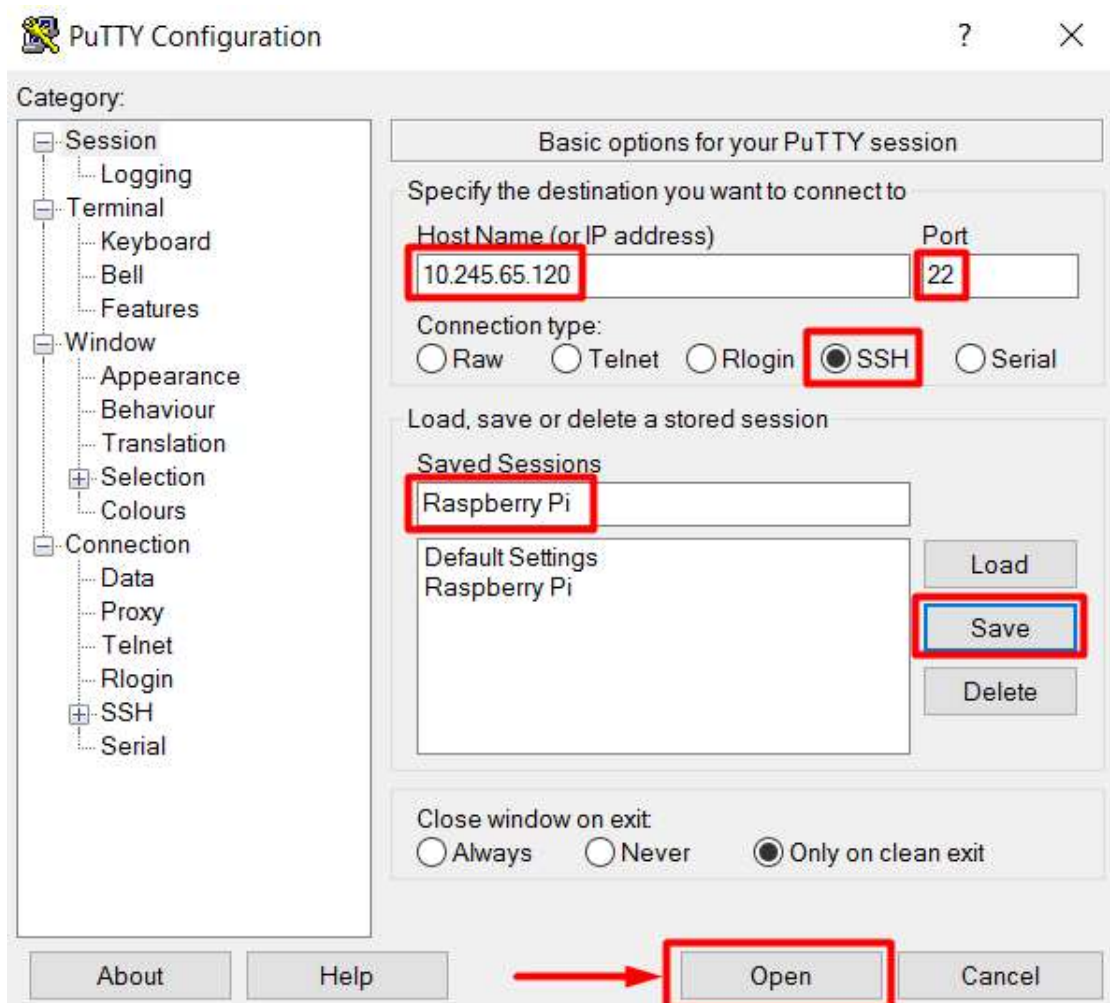 PuTTY Configuration ?
Category:
Session
Logging
Terminal
Keyboard
Bell
Features
Window
Appearance
Behaviour
Translation
Selection
Colours
Connection
Data
Proxy
Telnet
Rlogin
SSH
Serial
Basic options for your PuTTY session
Specify the destination you want to connect to
Host Name (or IP address) Port
10.245.65.120 22
Connection type:
Raw Telnet Rlogin SSH Serial
Load, save or delete a stored session
Saved Sessions
Raspberry Pi
Default Settings
Raspberry Pi
Load
Save
Delete
Close window on exit:
Always Never Only on clean exit
About Help Open Cancel